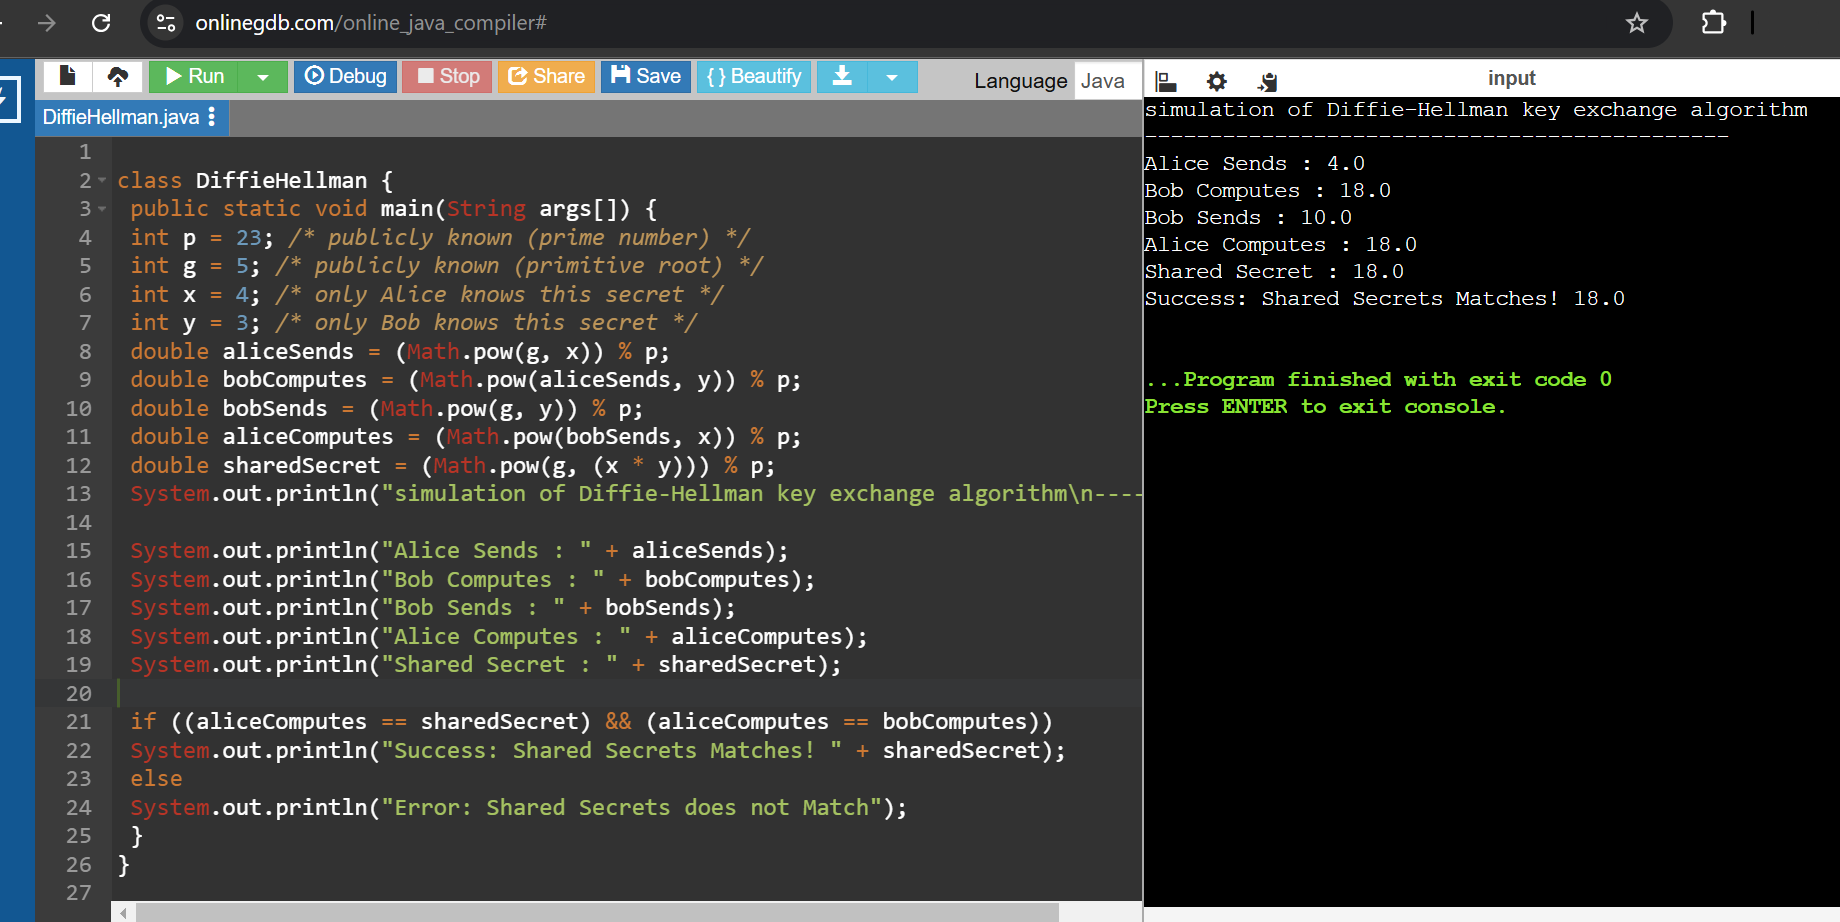 onlinegdb.com/online_java_compiler#
Run Debug Stop Share Save {} Beautify Language Java
DiffieHellman.java
1
2 class DiffieHellman {
3 public static void main(String args[]) {
4 int p = 23; /* publicly known (prime number) */
5 int g = 5; /* publicly known (primitive root) */
6 int x = 4; /* only Alice knows this secret */
7 int y = 3; /* only Bob knows this secret */
8 double aliceSends = (Math.pow(g, x)) % p;
9 double bobComputes = (Math.pow(aliceSends, y)) % p;
10 double bobSends = (Math.pow(g, y)) % p;
11 double aliceComputes = (Math.pow(bobSends, x)) % p;
12 double sharedSecret = (Math.pow(g, (x * y))) % p;
13 System.out.println("simulation of Diffie-Hellman key exchange algorithm\n----
14
15 System.out.println("Alice Sends : " + aliceSends);
16 System.out.println("Bob Computes : " + bobComputes);
17 System.out.println("Bob Sends : " + bobSends);
18 System.out.println("Alice Computes : " + aliceComputes);
19 System.out.println("Shared Secret : " + sharedSecret);
20
21 if ((aliceComputes == sharedSecret) && (aliceComputes == bobComputes))
22 System.out.println("Success: Shared Secrets Matches! " + sharedSecret);
23 else
24 System.out.println("Error: Shared Secrets does not Match");
25 }
26 }
27
input
simulation of Diffie-Hellman key exchange algorithm
---------------------------------------------
Alice Sends : 4.0
Bob Computes : 18.0
Bob Sends : 10.0
Alice Computes : 18.0
Shared Secret : 18.0
Success: Shared Secrets Matches! 18.0
...Program finished with exit code 0
Press ENTER to exit console.